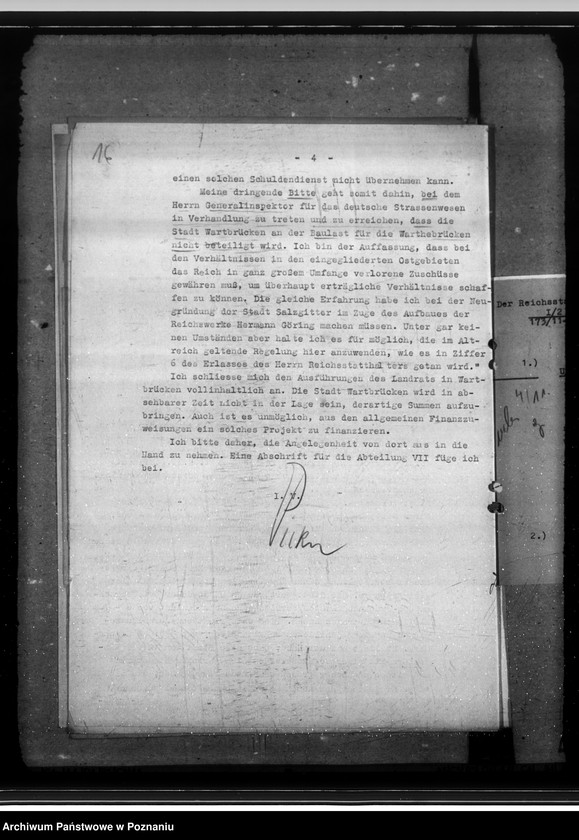 16
- 4 -
einen solchen Schuldendienst nicht übernehmen kann.
Meine dringende Bitte geht somit dahin, bei dem
Herrn Generalinspektor für das deutsche Strassenwesen
in Verhandlung zu treten und zu erreichen, dass die
Stadt Wartbrücken an der Baulast für die Warthebrücken
nicht beteiligt wird. Ich bin der Auffassung, dass bei
den Verhältnissen in den eingegliederten Ostgebieten
das Reich in ganz großem Umfange verlorene Zuschüsse
gewähren muß, um überhaupt erträgliche Verhältnisse schaf-
fen zu können. Die gleiche Erfahrung habe ich bei der Neu-
gründung der Stadt Salzgitter im Zuge des Aufbaues der
Reichswerke Hermann Göring machen müssen. Unter gar kei-
nen Umständen aber halte ich es für möglich, die im Alt-
reich geltende Regelung hier anzuwenden, wie es in Ziffer
6 des Erlasses des Herrn Reichsstatthalters getan wird."
Ich schliesse mich den Ausführungen des Landrats in Wart-
brücken vollinhaltlich an. Die Stadt Wartbrücken wird in ab-
sehbarer Zeit nicht in der Lage sein, derartige Summen aufzu-
bringen. Auch ist es unmöglich, aus den allgemeinen Finanzzu-
weisungen ein solches Projekt zu finanzieren.
Ich bitte daher, die Angelegenheit von dort aus in die
Hand zu nehmen. Eine Abschrift für die Abteilung VII füge ich
bei.
I. V.
Der Reichsst
I/2
173/11-
1.)
4/11.
2.)
Archiwum Państwowe w Poznaniu